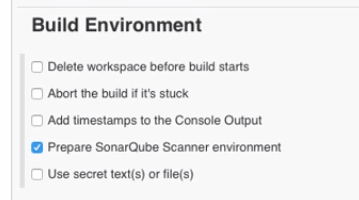 Build Environment
Delete workspace before build starts
Abort the build if it's stuck
Add timestamps to the Console Output
Prepare SonarQube Scanner environment
Use secret text(s) or file(s)